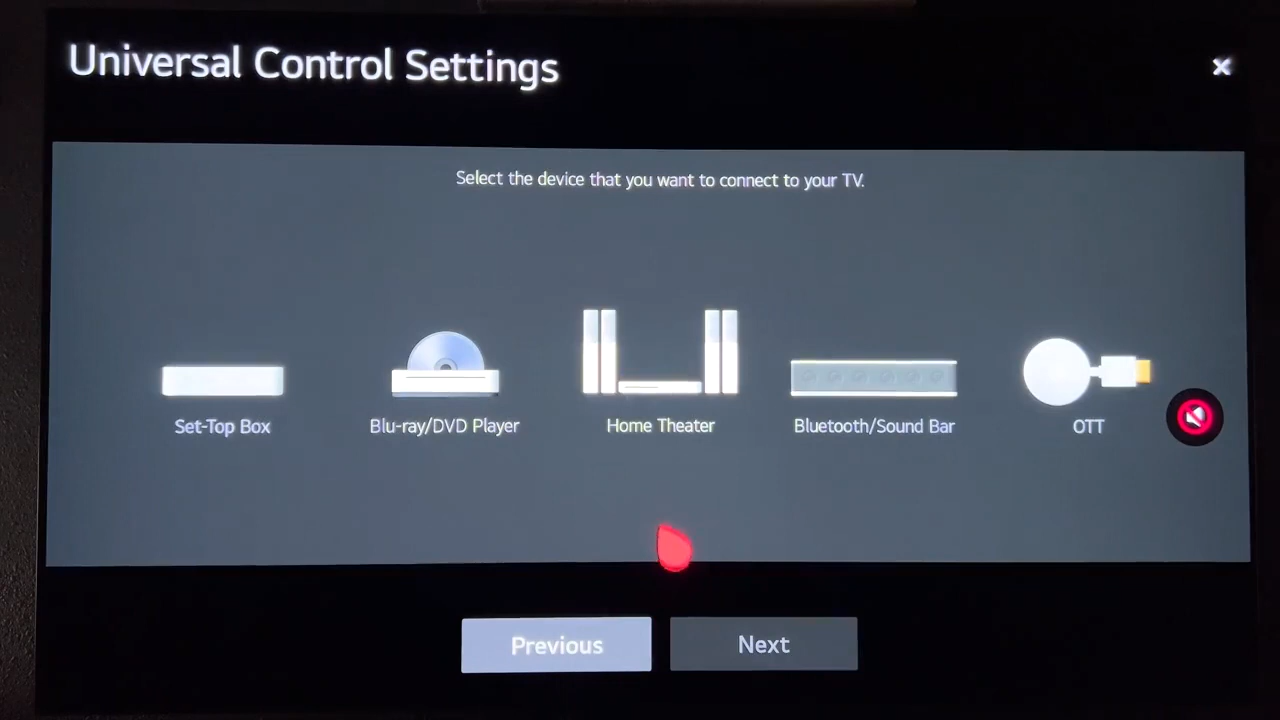 Universal Control Settings
Select the device that you want to connect to your TV.
Set-Top Box
Blu-ray/DVD Player
Home Theater
Bluetooth/Sound Bar
OTT
Previous
Next